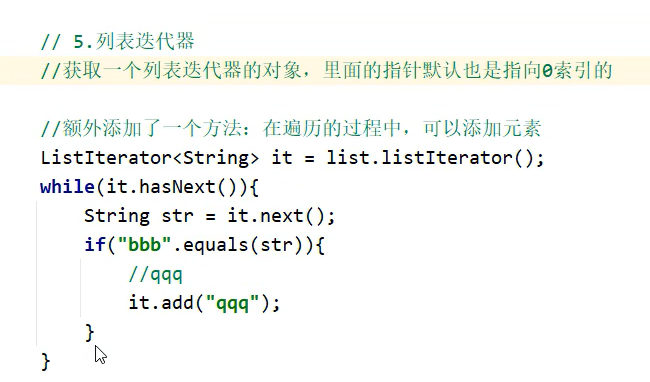 // 5.列表迭代器
//获取一个列表迭代器的对象，里面的指针默认也是指向0索引的
//额外添加了一个方法：在遍历的过程中，可以添加元素
ListIterator<String> it = list.listIterator();
while(it.hasNext()){
String str = it.next();
if("bbb".equals(str)){
//qqq
it.add("qqq");
}
}